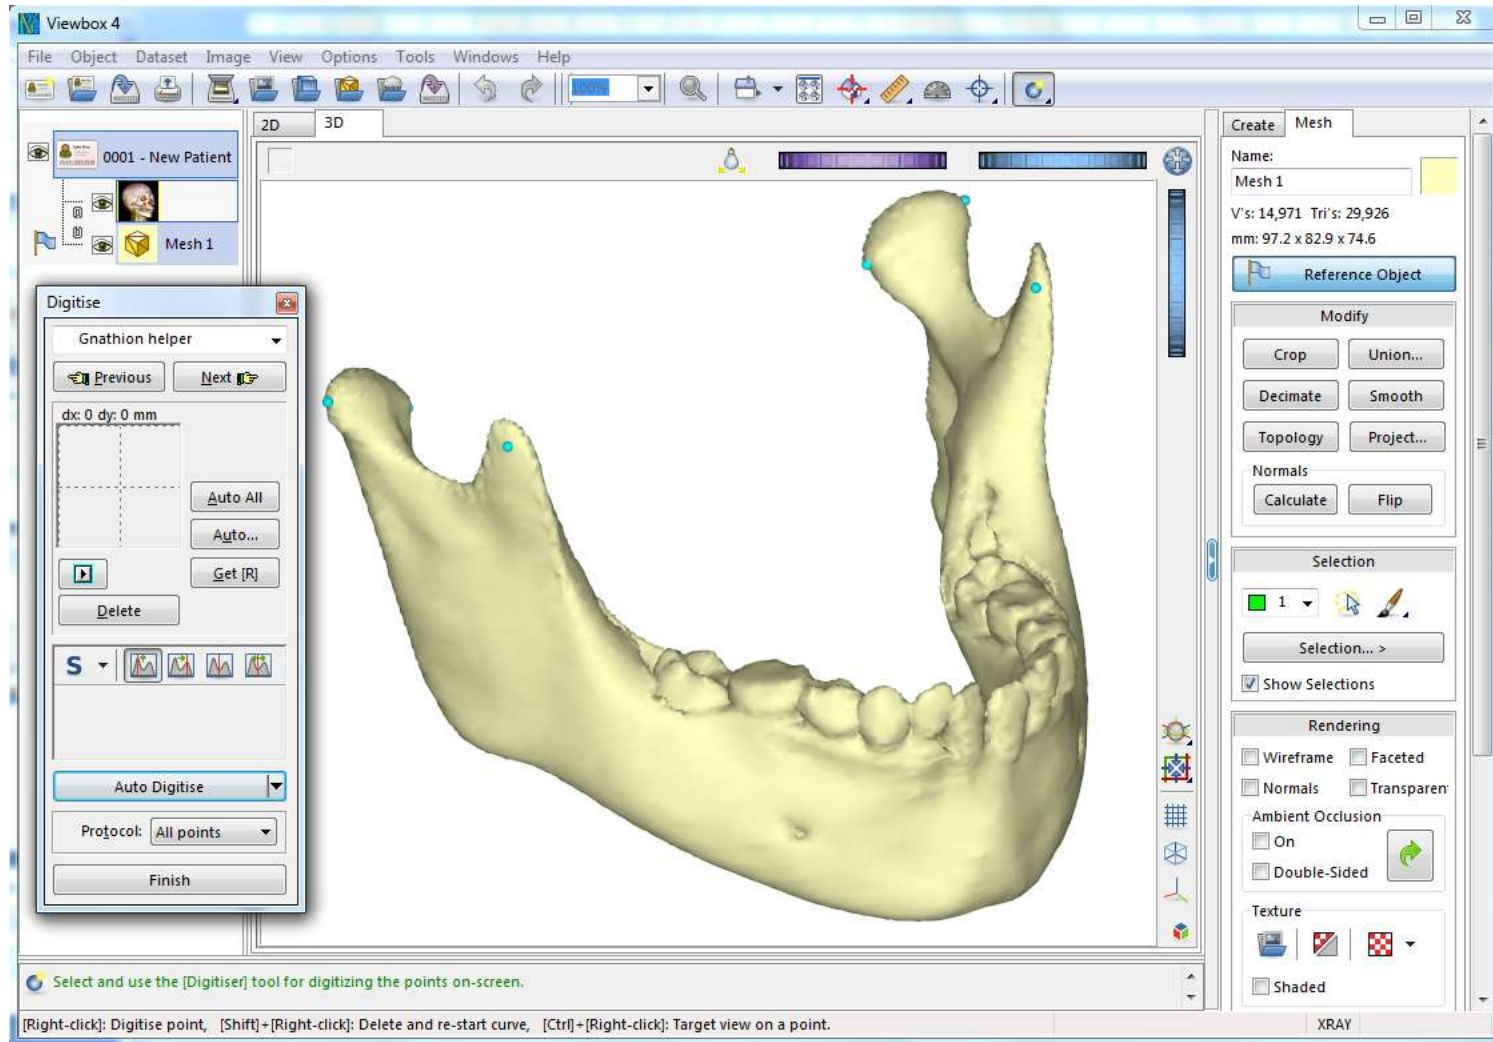 Viewbox 4
File Object Dataset Image View Options Tools Windows Help
100%
2D 3D
0001 - New Patient
Mesh 1
Digitise
Gnathion helper
Previous Next
dx: 0 dy: 0 mm
Auto All
Auto...
Get [R]
Delete
S
Auto Digitise
Protocol: All points
Finish
Create Mesh
Name:
Mesh 1
V's: 14,971 Tri's: 29,926
mm: 97.2 x 82.9 x 74.6
Reference Object
Modify
Crop Union...
Decimate Smooth
Topology Project...
Normals
Calculate Flip
Selection
1
Selection... >
Show Selections
Rendering
Wireframe Faceted
Normals Transparen
Ambient Occlusion
On
Double-Sided
Texture
Shaded
Select and use the [Digitiser] tool for digitizing the points on-screen.
[Right-click]: Digitise point, [Shift]+[Right-click]: Delete and re-start curve, [Ctrl]+[Right-click]: Target view on a point.
XRAY